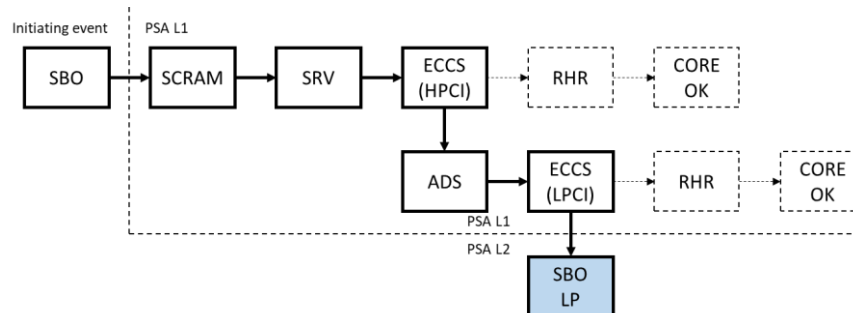 Initiating event
PSA L1
SBO
SCRAM
SRV
ECCS
(HPCI)
RHR
CORE
OK
ADS
ECCS
(LPCI)
RHR
CORE
OK
PSA L1
PSA L2
SBO
LP